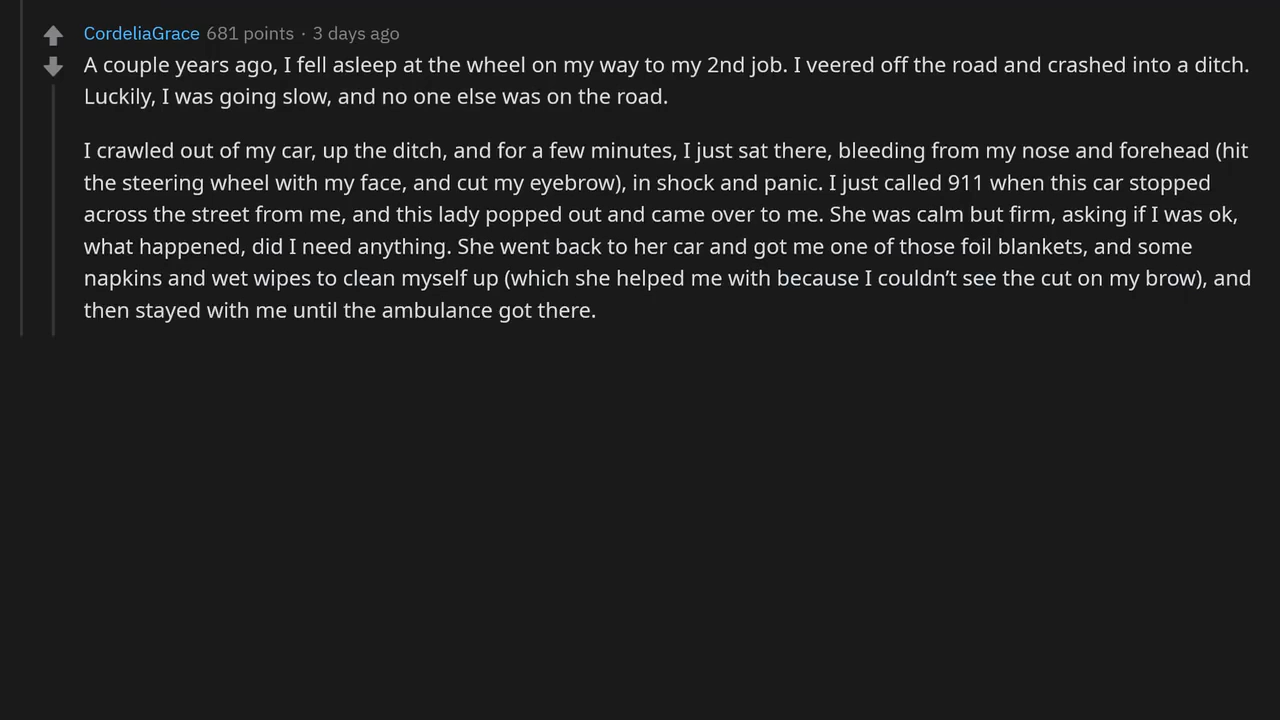 CordeliaGrace 681 points · 3 days ago
A couple years ago, I fell asleep at the wheel on my way to my 2nd job. I veered off the road and crashed into a ditch.
Luckily, I was going slow, and no one else was on the road.
I crawled out of my car, up the ditch, and for a few minutes, I just sat there, bleeding from my nose and forehead (hit
the steering wheel with my face, and cut my eyebrow), in shock and panic. I just called 911 when this car stopped
across the street from me, and this lady popped out and came over to me. She was calm but firm, asking if I was ok,
what happened, did I need anything. She went back to her car and got me one of those foil blankets, and some
napkins and wet wipes to clean myself up (which she helped me with because I couldn’t see the cut on my brow), and
then stayed with me until the ambulance got there.